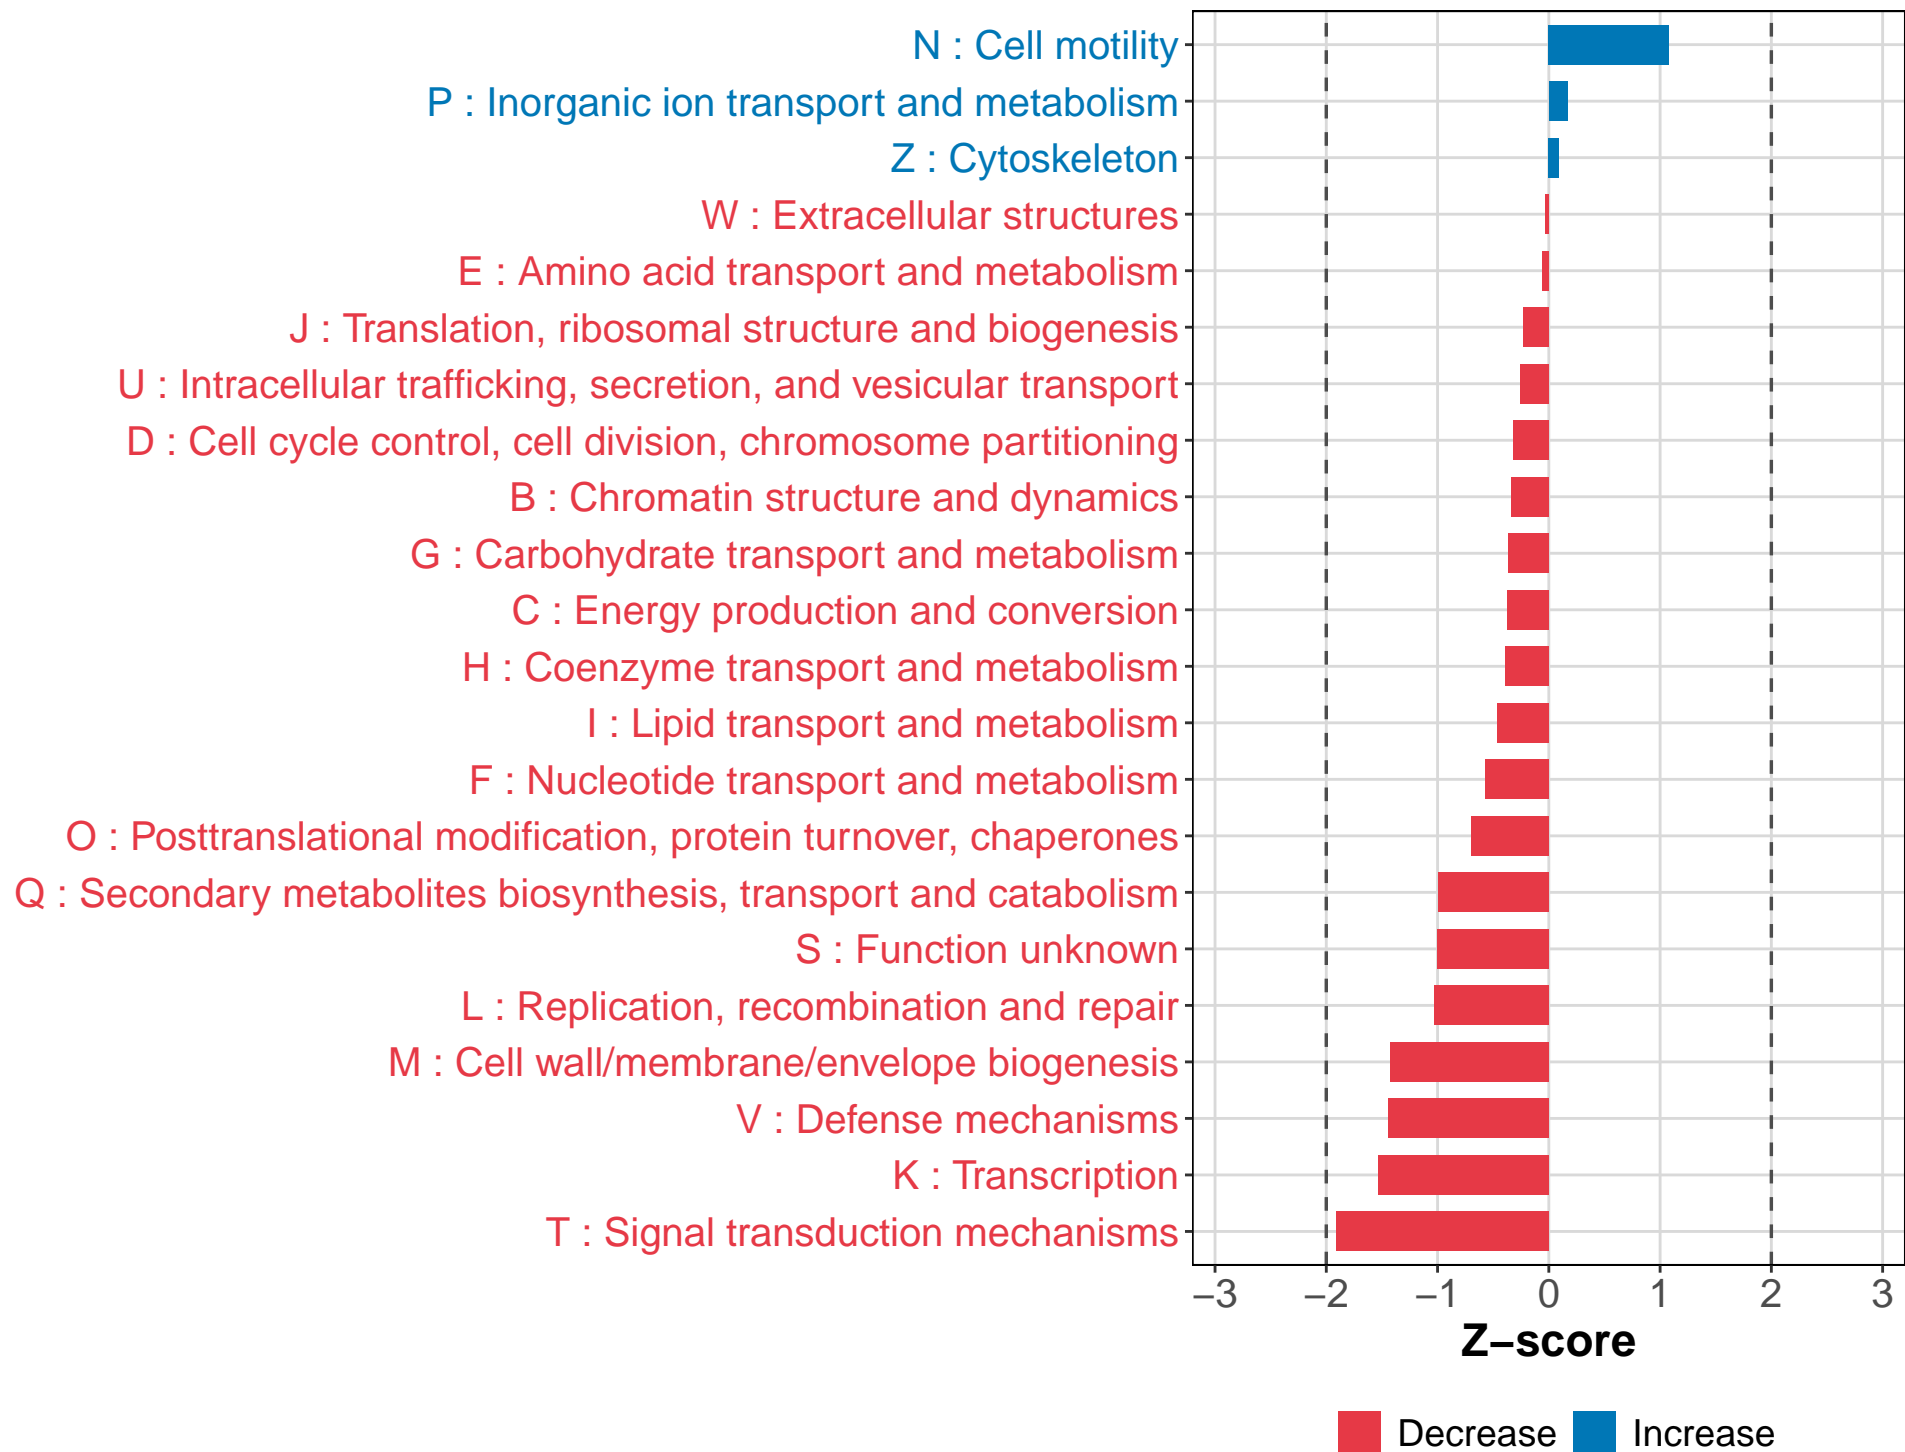 N : Cell motility
P : Inorganic ion transport and metabolism
Z : Cytoskeleton
W : Extracellular structures
E : Amino acid transport and metabolism
J : Translation, ribosomal structure and biogenesis
U : Intracellular trafficking, secretion, and vesicular transport
D : Cell cycle control, cell division, chromosome partitioning
B : Chromatin structure and dynamics
G : Carbohydrate transport and metabolism
C : Energy production and conversion
H : Coenzyme transport and metabolism
I : Lipid transport and metabolism
F : Nucleotide transport and metabolism
O : Posttranslational modification, protein turnover, chaperones
Q : Secondary metabolites biosynthesis, transport and catabolism
S : Function unknown
L : Replication, recombination and repair
M : Cell wall/membrane/envelope biogenesis
V : Defense mechanisms
K : Transcription
T : Signal transduction mechanisms
−3 −2 −1 0 1 2 3
Z−score
Decrease Increase